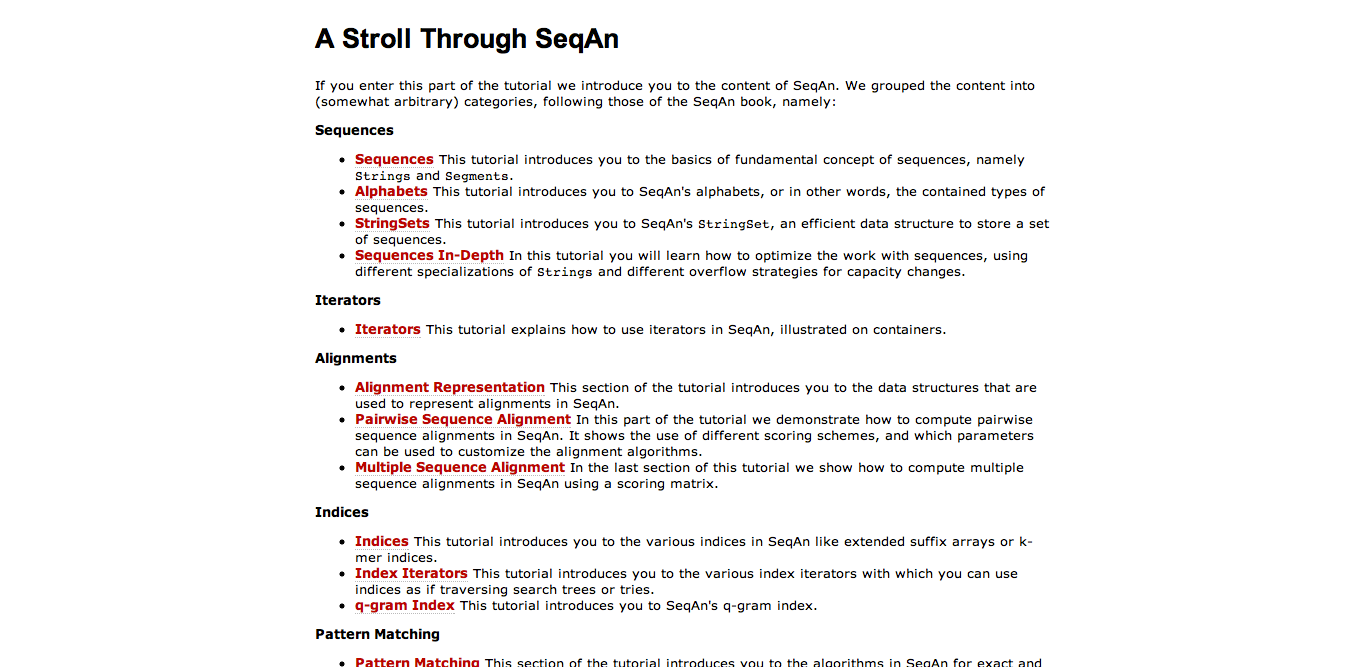 A Stroll Through SeqAn
If you enter this part of the tutorial we introduce you to the content of SeqAn. We grouped the content into
(somewhat arbitrary) categories, following those of the SeqAn book, namely:
Sequences
• Sequences This tutorial introduces you to the basics of fundamental concept of sequences, namely
Strings and Segments.
• Alphabets This tutorial introduces you to SeqAn's alphabets, or in other words, the contained types of
sequences.
• StringSets This tutorial introduces you to SeqAn's StringSet, an efficient data structure to store a set
of sequences.
• Sequences In-Depth In this tutorial you will learn how to optimize the work with sequences, using
different specializations of Strings and different overflow strategies for capacity changes.
Iterators
• Iterators This tutorial explains how to use iterators in SeqAn, illustrated on containers.
Alignments
• Alignment Representation This section of the tutorial introduces you to the data structures that are
used to represent alignments in SeqAn.
• Pairwise Sequence Alignment In this part of the tutorial we demonstrate how to compute pairwise
sequence alignments in SeqAn. It shows the use of different scoring schemes, and which parameters
can be used to customize the alignment algorithms.
• Multiple Sequence Alignment In the last section of this tutorial we show how to compute multiple
sequence alignments in SeqAn using a scoring matrix.
Indices
• Indices This tutorial introduces you to the various indices in SeqAn like extended suffix arrays or k-
mer indices.
• Index Iterators This tutorial introduces you to the various index iterators with which you can use
indices as if traversing search trees or tries.
• q-gram Index This tutorial introduces you to SeqAn's q-gram index.
Pattern Matching
• Pattern Matching This section of the tutorial introduces you to the algorithms in SeqAn for exact and